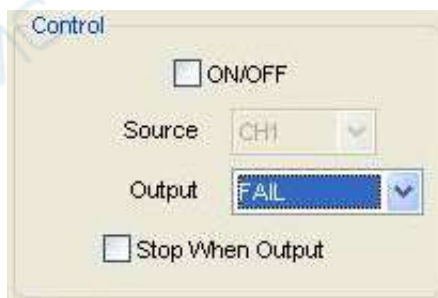 Control
ON/OFF
Source CH1
Output FAIL
Stop When Output